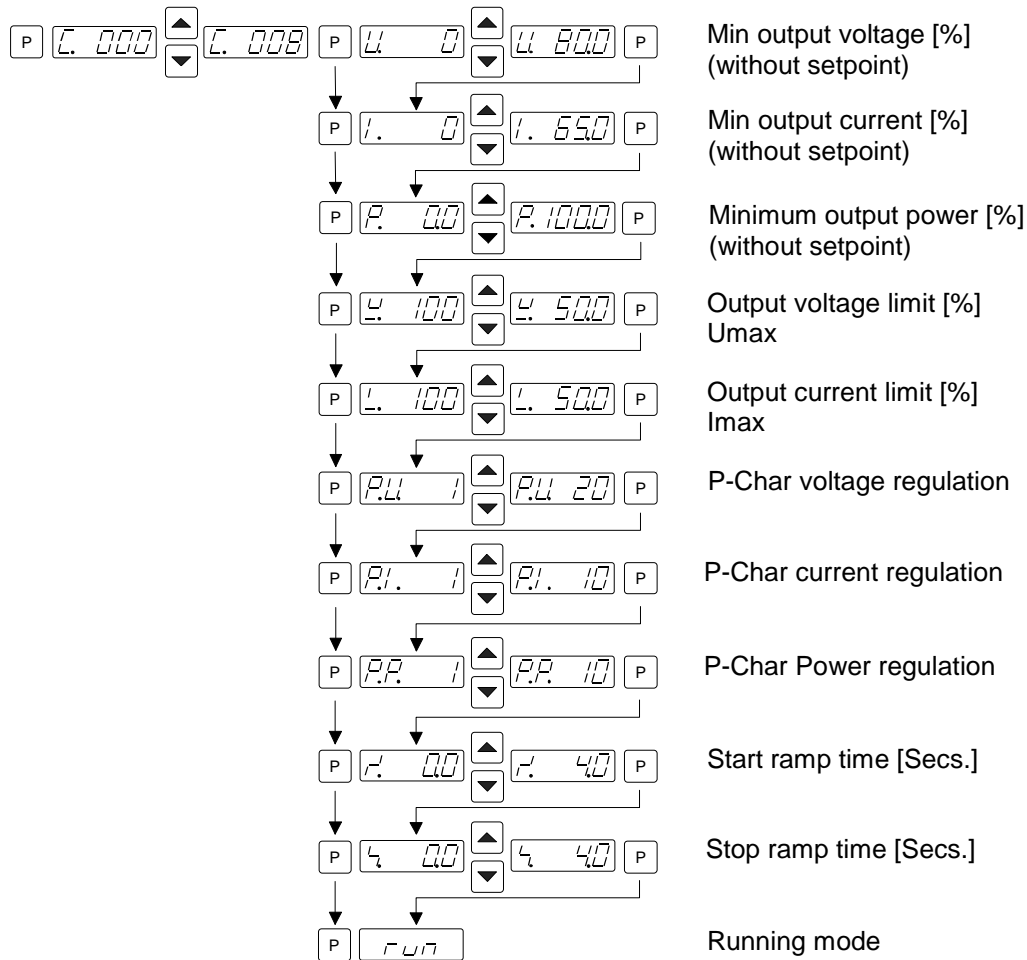 P C. 000 C. 008 P U. 0 U. 80.0 P Min output voltage [%]
(without setpoint)
P I. 0 I. 65.0 P Min output current [%]
(without setpoint)
P P. 0.0 P. 100.0 P Minimum output power [%]
(without setpoint)
P 100 50.0 P Output voltage limit [%]
Umax
P 100 50.0 P Output current limit [%]
Imax
P P.U. 1 P.U. 20 P P-Char voltage regulation
P P.I. 1 P.I. 10 P P-Char current regulation
P P.P. 1 P.P. 10 P P-Char Power regulation
P 0.0 4.0 P Start ramp time [Secs.]
P 0.0 4.0 P Stop ramp time [Secs.]
P run Running mode